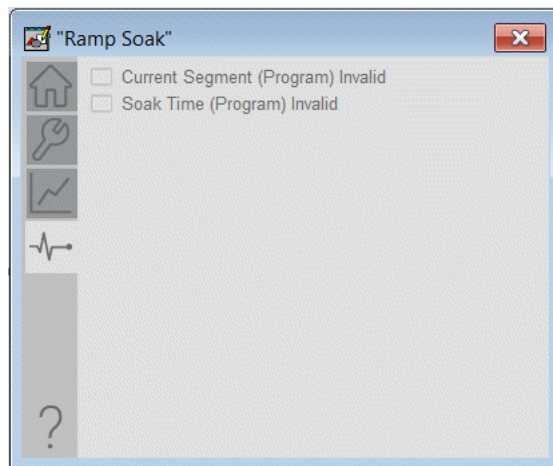 "Ramp Soak"
Current Segment (Program) Invalid
Soak Time (Program) Invalid
?